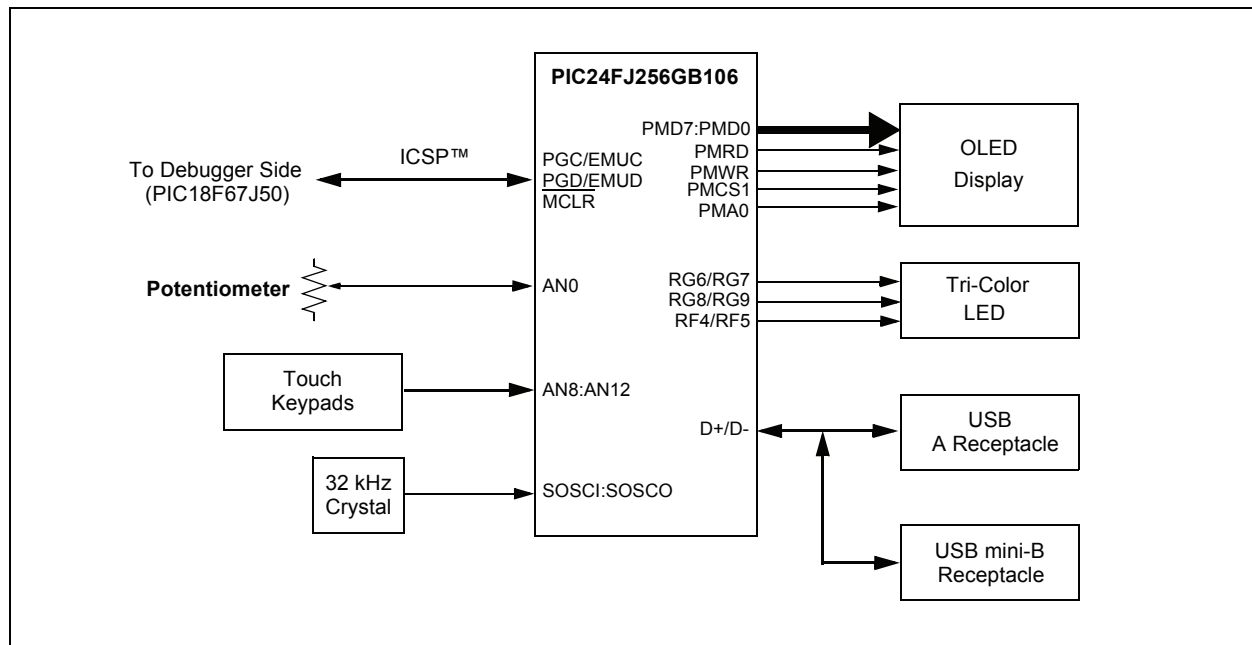 PIC24FJ256GB106
To Debugger Side
(PIC18F67J50)
ICSP™
PGC/EMUC
PGD/EMUD
MCLR
Potentiometer
AN0
Touch
Keypads
AN8:AN12
32 kHz
Crystal
SOSCI:SOSCO
PMD7:PMD0
PMRD
PMWR
PMCS1
PMA0
OLED
Display
RG6/RG7
RG8/RG9
RF4/RF5
Tri-Color
LED
D+/D-
USB
A Receptacle
USB mini-B
Receptacle